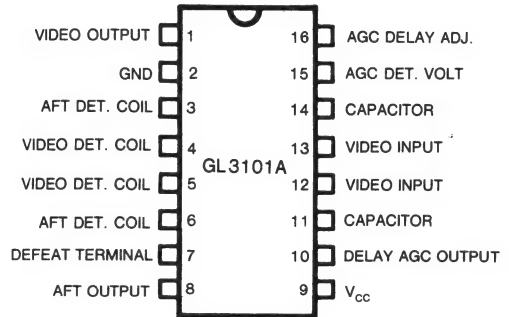 VIDEO OUTPUT 1 16 AGC DELAY ADJ.
GND 2 15 AGC DET. VOLT
AFT DET. COIL 3 14 CAPACITOR
VIDEO DET. COIL 4 13 VIDEO INPUT
GL3101A
VIDEO DET. COIL 5 12 VIDEO INPUT
AFT DET. COIL 6 11 CAPACITOR
DEFEAT TERMINAL 7 10 DELAY AGC OUTPUT
AFT OUTPUT 8 9 VCC